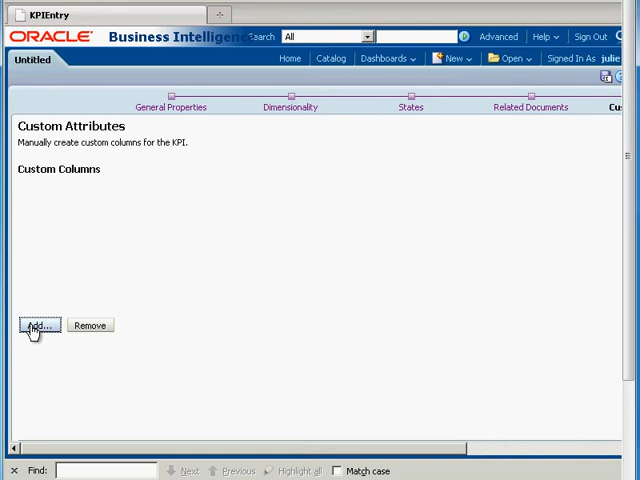 KPIEntry
ORACLE Business Intelligenc Search All Advanced Help Sign Out
Untitled Home Catalog Dashboards New Open Signed In As julie
General Properties Dimensionality States Related Documents Cus
Custom Attributes
Manually create custom columns for the KPI.
Custom Columns
Add... Remove
Find: Next Previous Highlight all Match case